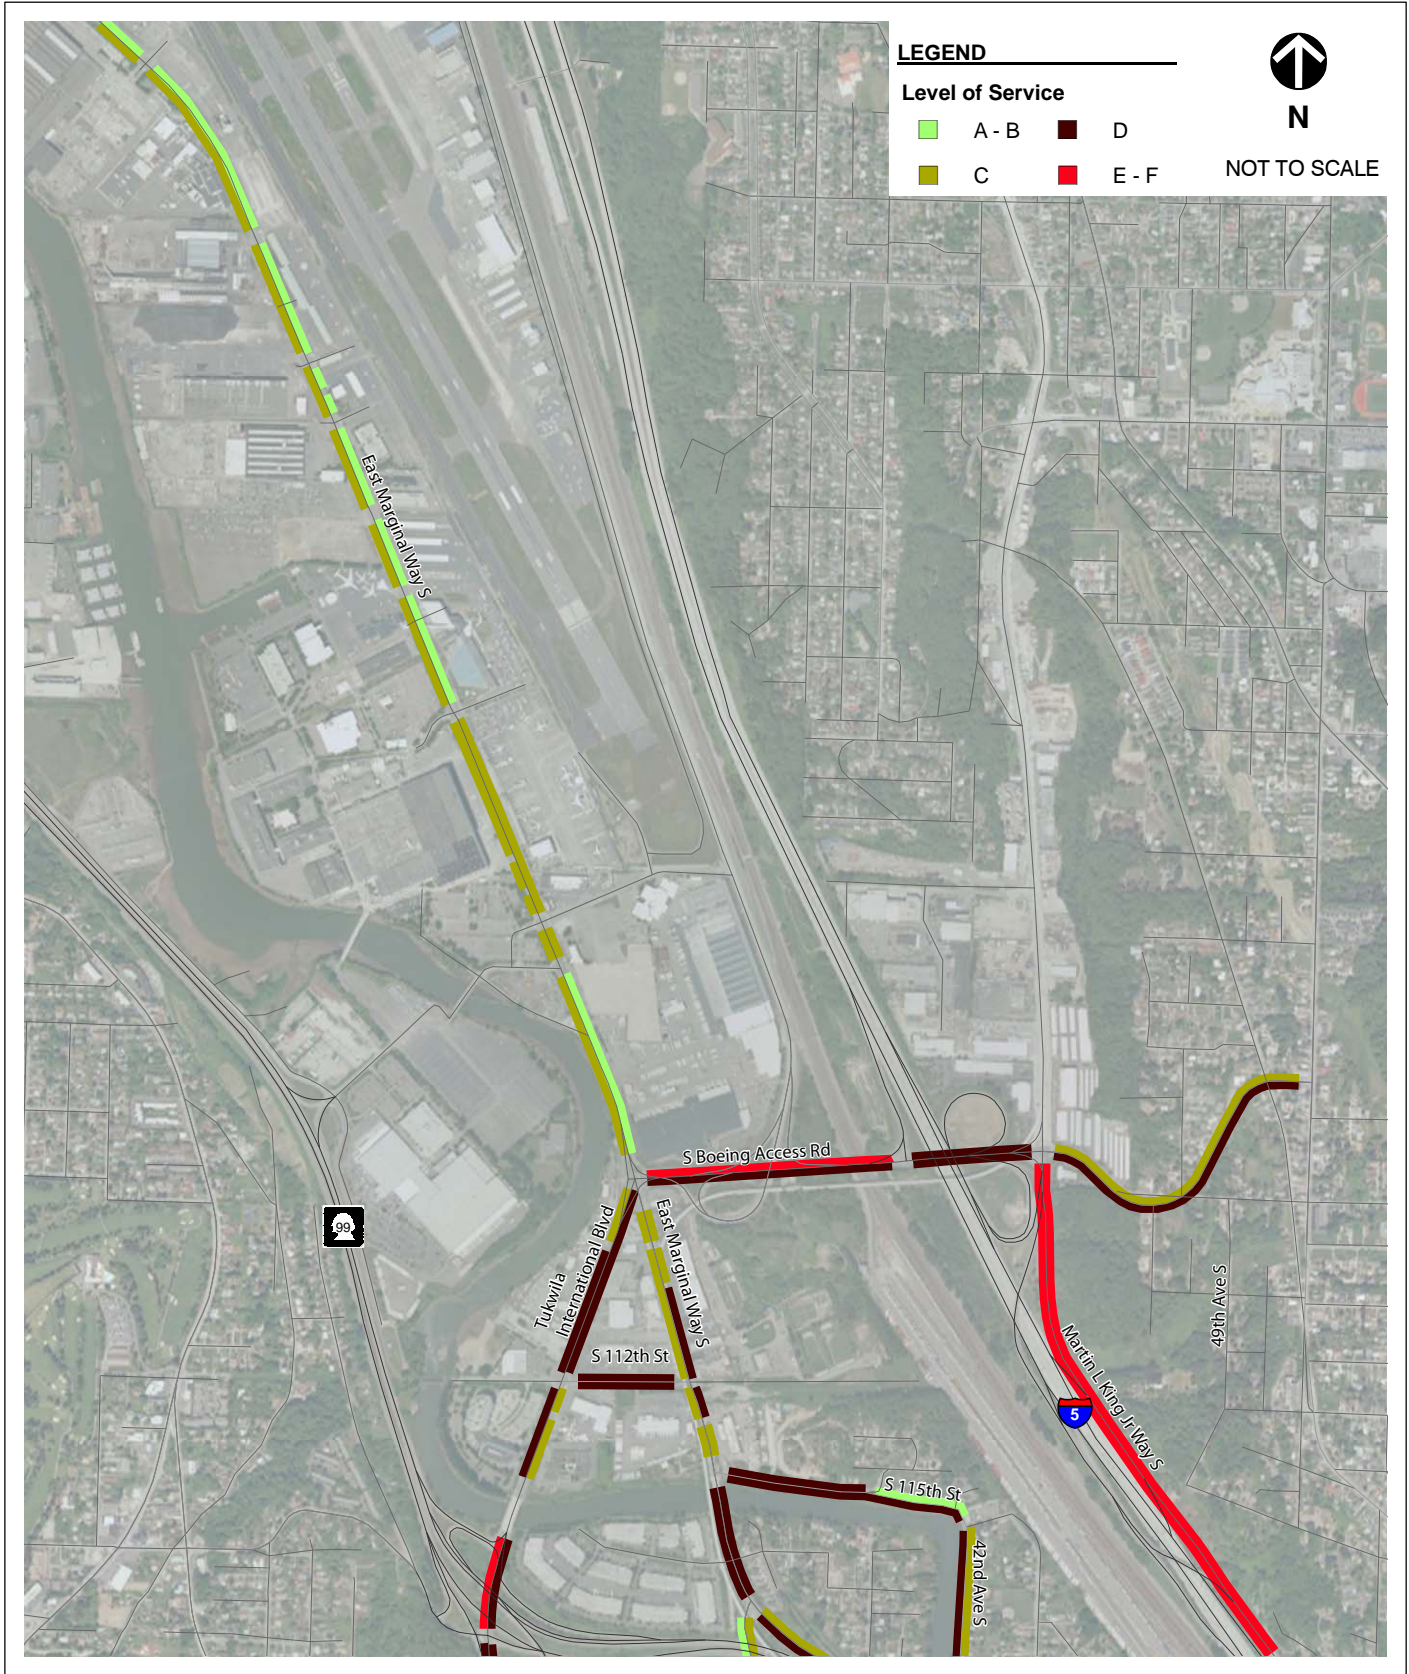 LEGEND
Level of Service
A - B
D
C
E - F
N
NOT TO SCALE
East Marginal Way S
S Boeing Access Rd
99
Tukwila
International Blvd
East Marginal Way S
S 112th St
49th Ave S
Martin L King Jr Way S
5
S 115th St
42nd Ave S